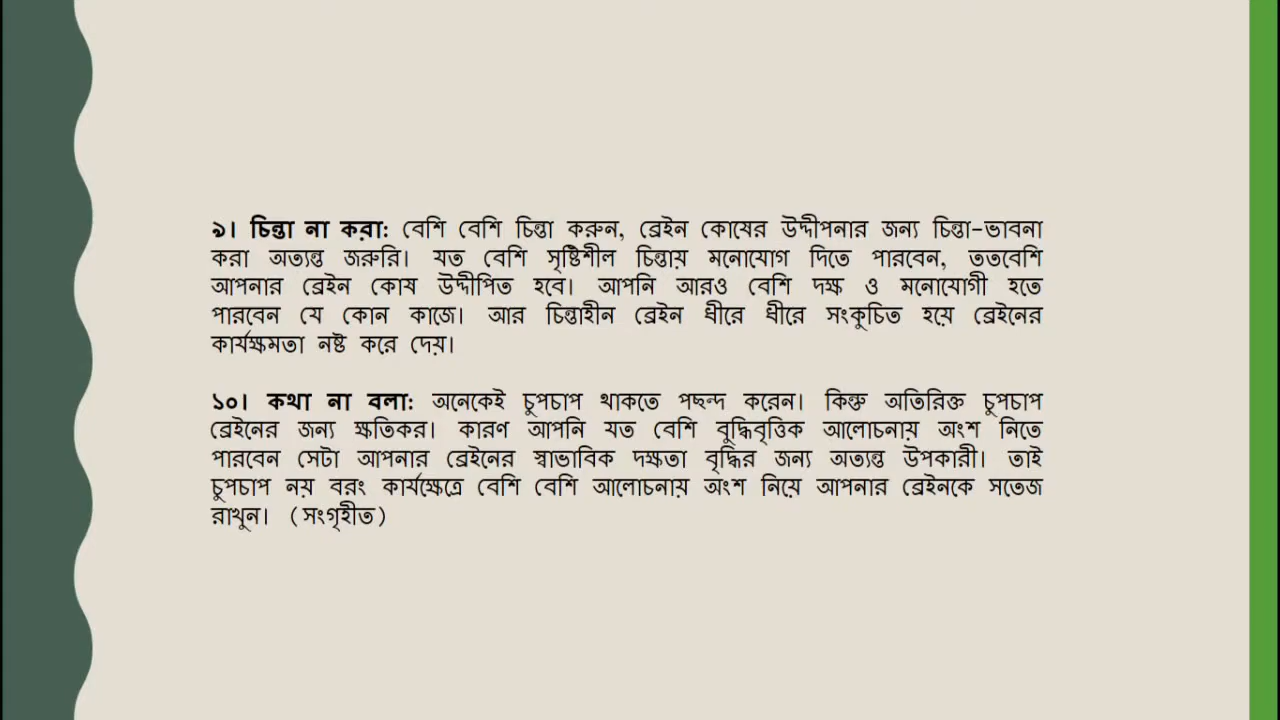 ৯। চিন্তা না করা: বেশি বেশি চিন্তা করুন, ব্রেইন কোষের উদ্দীপনার জন্য চিন্তা-ভাবনা
করা অত্যন্ত জরুরি। যত বেশি সৃষ্টিশীল চিন্তায় মনোযোগ দিতে পারবেন, ততবেশি
আপনার ব্রেইন কোষ উদ্দীপিত হবে। আপনি আরও বেশি দক্ষ ও মনোযোগী হতে
পারবেন যে কোন কাজে। আর চিন্তাহীন ব্রেইন ধীরে ধীরে সংকুচিত হয়ে ব্রেইনের
কার্যক্ষমতা নষ্ট করে দেয়।
১০। কথা না বলা: অনেকেই চুপচাপ থাকতে পছন্দ করেন। কিন্তু অতিরিক্ত চুপচাপ
ব্রেইনের জন্য ক্ষতিকর। কারণ আপনি যত বেশি বুদ্ধিবৃত্তিক আলোচনায় অংশ নিতে
পারবেন সেটা আপনার ব্রেইনের স্বাভাবিক দক্ষতা বৃদ্ধির জন্য অত্যন্ত উপকারী। তাই
চুপচাপ নয় বরং কার্যক্ষেত্রে বেশি বেশি আলোচনায় অংশ নিয়ে আপনার ব্রেইনকে সতেজ
রাখুন। (সংগৃহীত)